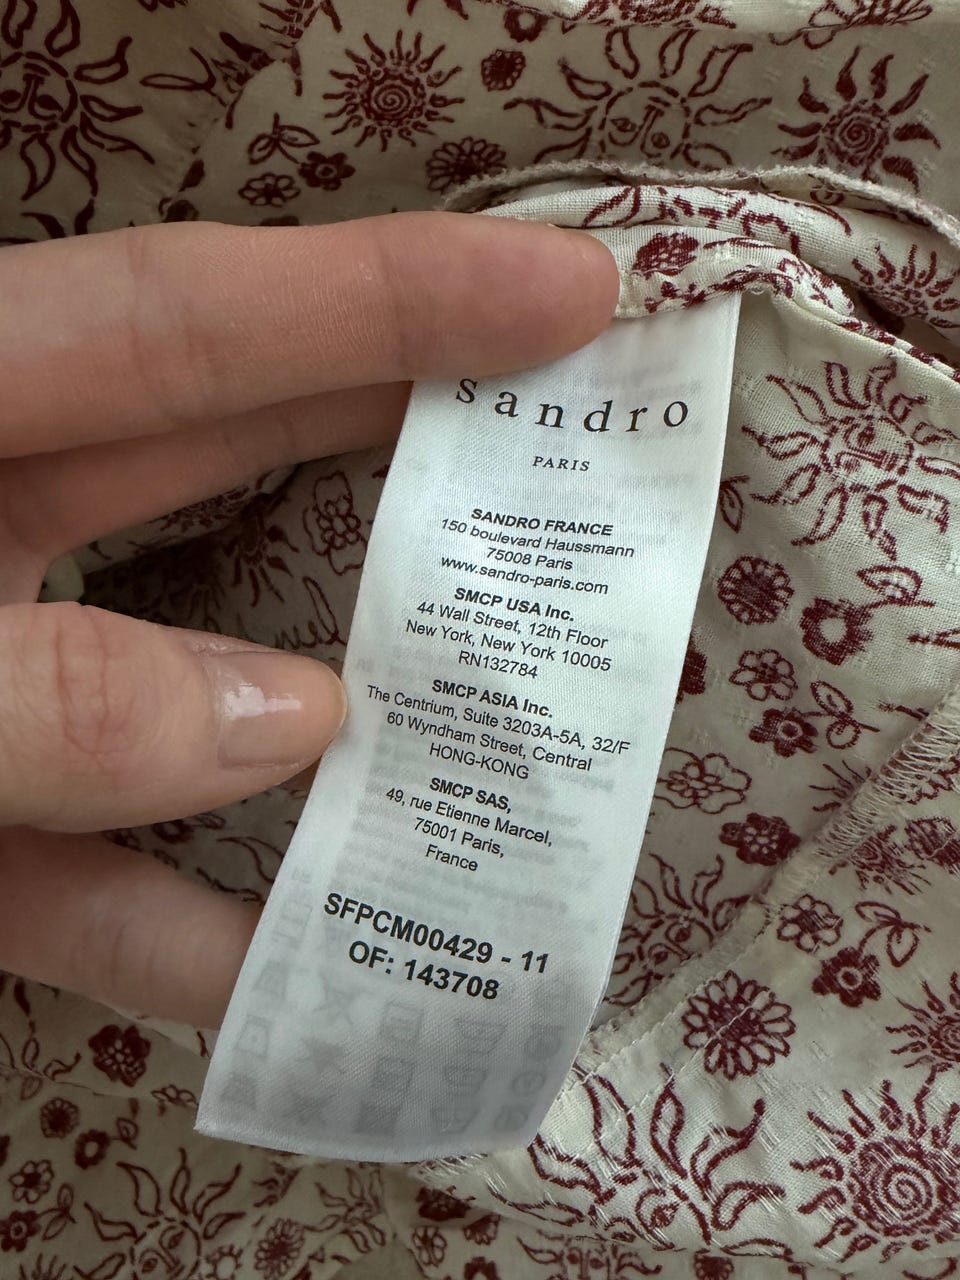 sandro
PARIS
SANDRO FRANCE
150 boulevard Haussmann
75008 Paris
www.sandro-paris.com
SMCP USA Inc.
44 Wall Street, 12th Floor
New York, New York 10005
RN132784
SMCP ASIA Inc.
The Centrium, Suite 3203A-5A, 32/F
60 Wyndham Street, Central
HONG-KONG
SMCP SAS,
49, rue Etienne Marcel,
75001 Paris,
France
SFPCM00429 - 11
OF: 143708